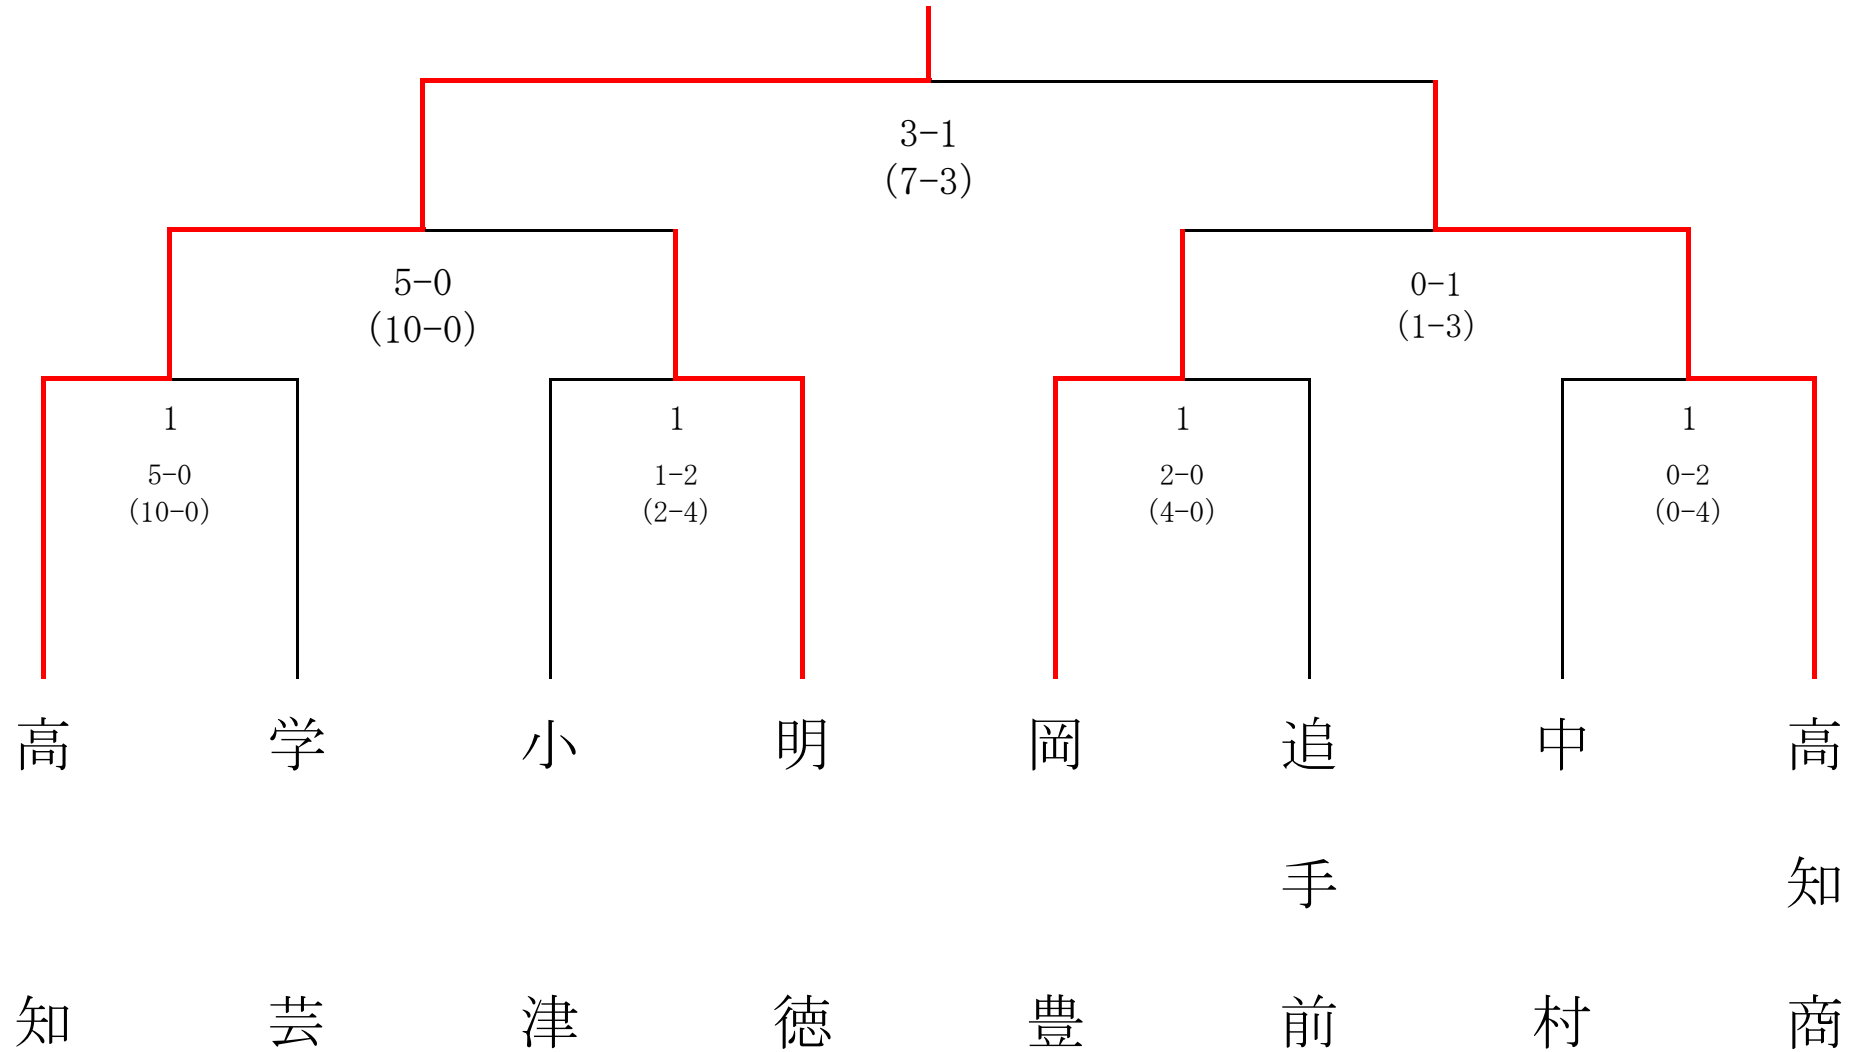 3-1
(7-3)
5-0
(10-0)
0-1
(1-3)
1
5-0
(10-0)
1
1-2
(2-4)
1
2-0
(4-0)
1
0-2
(0-4)
高知
学芸
小津
明徳
岡豊
追手前
中村
高知商